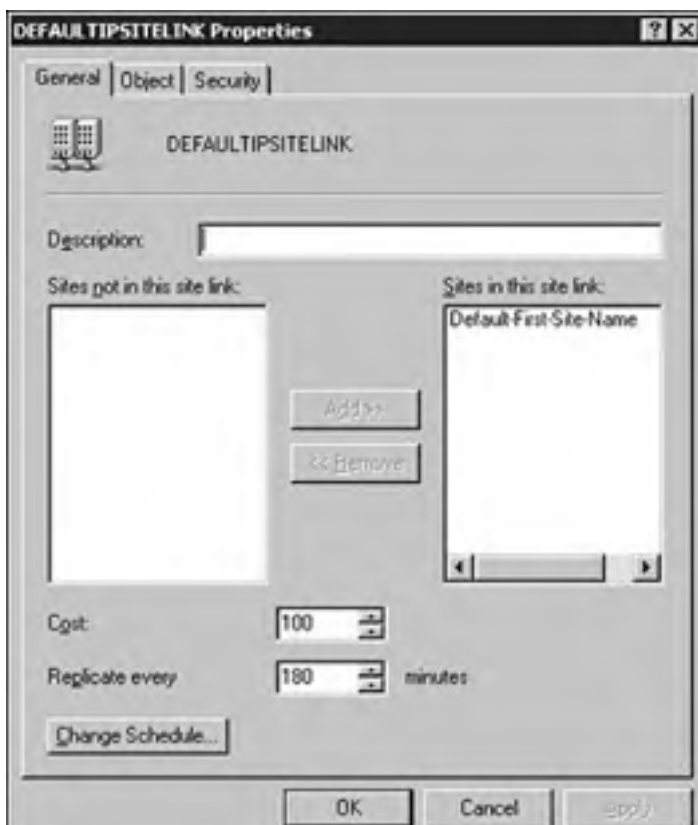 DEFAULTIPSITELINK Properties
General Object Security
DEFAULTIPSITELINK
Description:
Sites not in this site link:
Sites in this site link:
Default-First-Site-Name
Add >>
<< Remove
Cost:
100
Replicate every
180
minutes
Change Schedule...
OK
Cancel
Apply